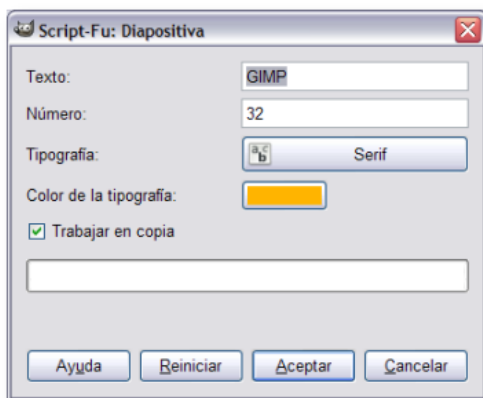 Script-Fu: Diapositiva
Texto: GIMP
Número: 32
Tipografía: Serif
Color de la tipografía:
Trabajar en copia
Ayuda Reiniciar Aceptar Cancelar